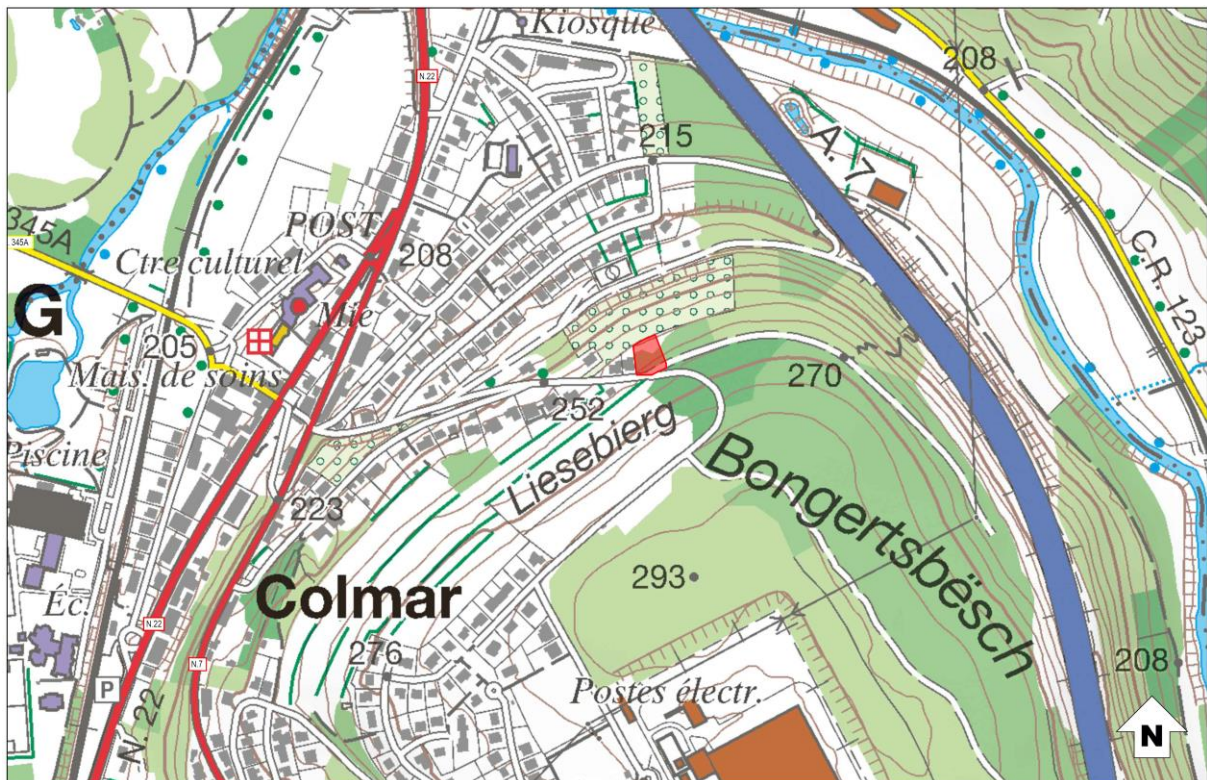 Kiosque
208
N.22
215
A. 7
345A
345A
POST
208
Ctre culturel
C.R. 123
G
Mie
205
Mais. de soins
270
252
Liesebierg
Bongertsbësch
Piscine
223
293
Colmar
Éc.
N.22
276
208
N.7
P
Postes électr.
N. 22
N